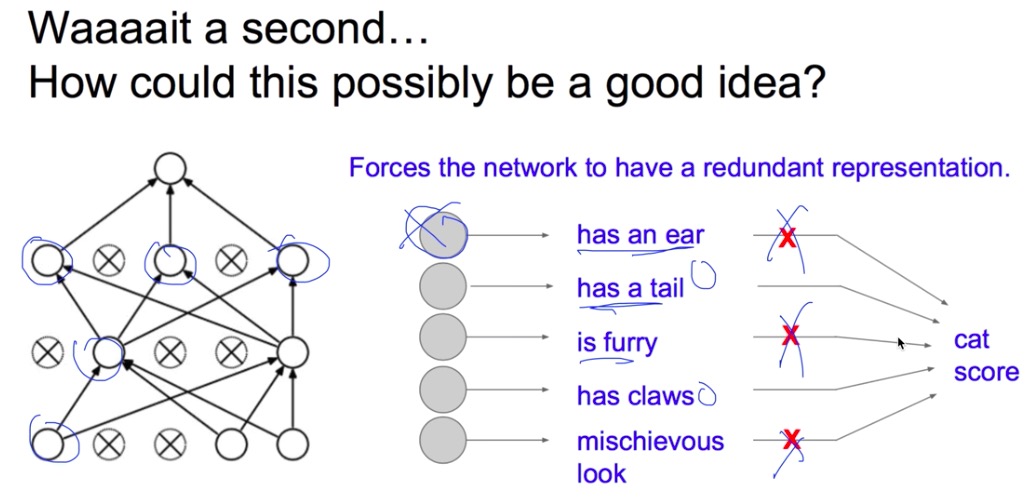 Waaaait a second…
How could this possibly be a good idea?
Forces the network to have a redundant representation.
has an ear
has a tail
is furry
has claws
mischievous
look
X
X
X
cat
score